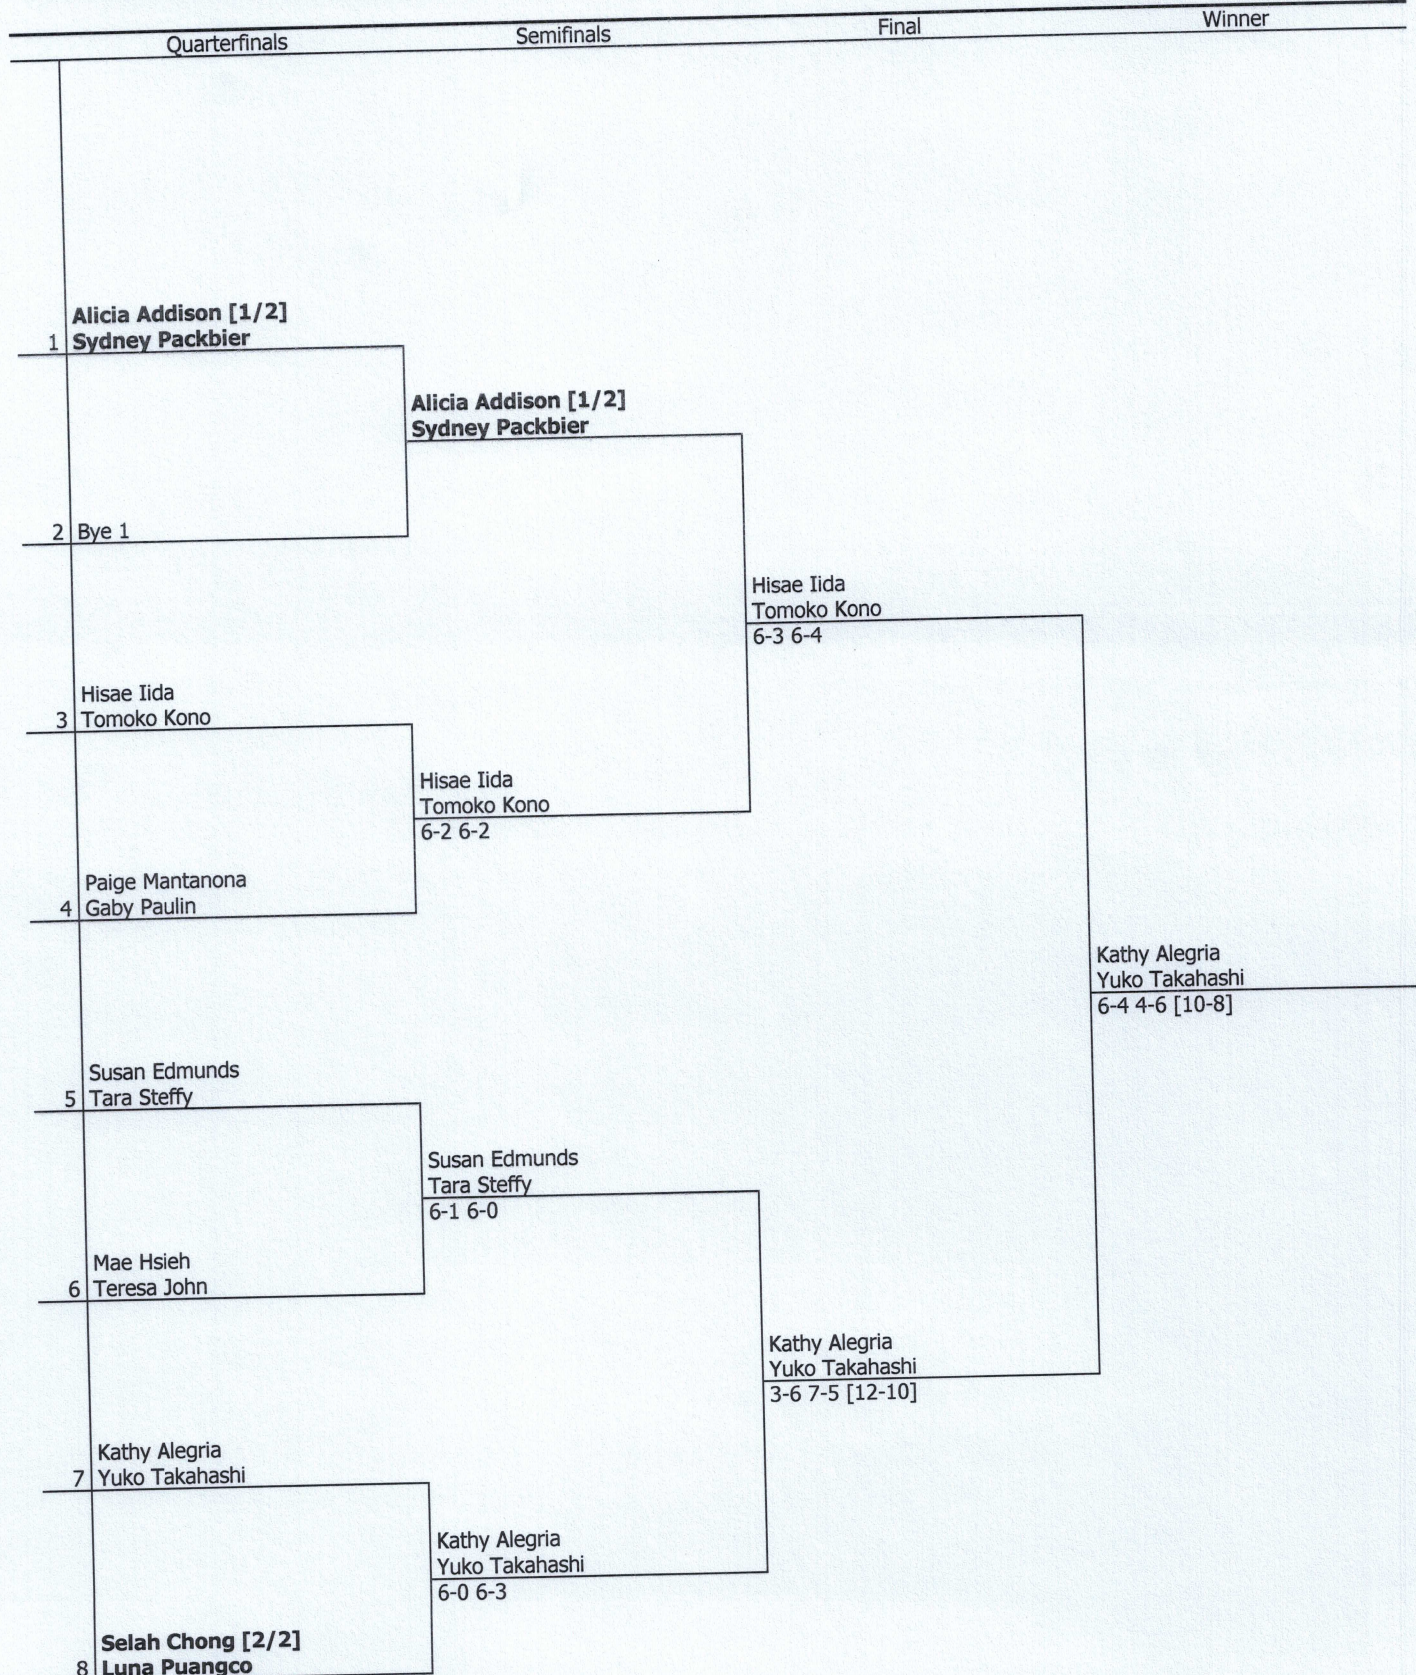 Quarterfinals Semifinals Final Winner
Alicia Addison [1/2]
1 Sydney Packbier
Alicia Addison [1/2]
Sydney Packbier
2 Bye 1
Hisae Iida
Tomoko Kono
6-3 6-4
Hisae Iida
3 Tomoko Kono
Hisae Iida
Tomoko Kono
6-2 6-2
Paige Mantanona
4 Gaby Paulin
Kathy Alegria
Yuko Takahashi
6-4 4-6 [10-8]
Susan Edmunds
5 Tara Steffy
Susan Edmunds
Tara Steffy
6-1 6-0
Mae Hsieh
6 Teresa John
Kathy Alegria
Yuko Takahashi
3-6 7-5 [12-10]
Kathy Alegria
7 Yuko Takahashi
Kathy Alegria
Yuko Takahashi
6-0 6-3
Selah Chong [2/2]
8 Luna Puangco